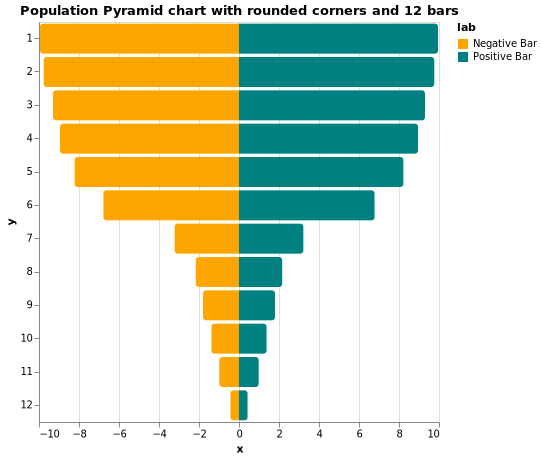 Population Pyramid chart with rounded corners and 12 bars
lab
Negative Bar
Positive Bar
y
1
2
3
4
5
6
7
8
9
10
11
12
−10 −8 −6 −4 −2 0 2 4 6 8 10
x